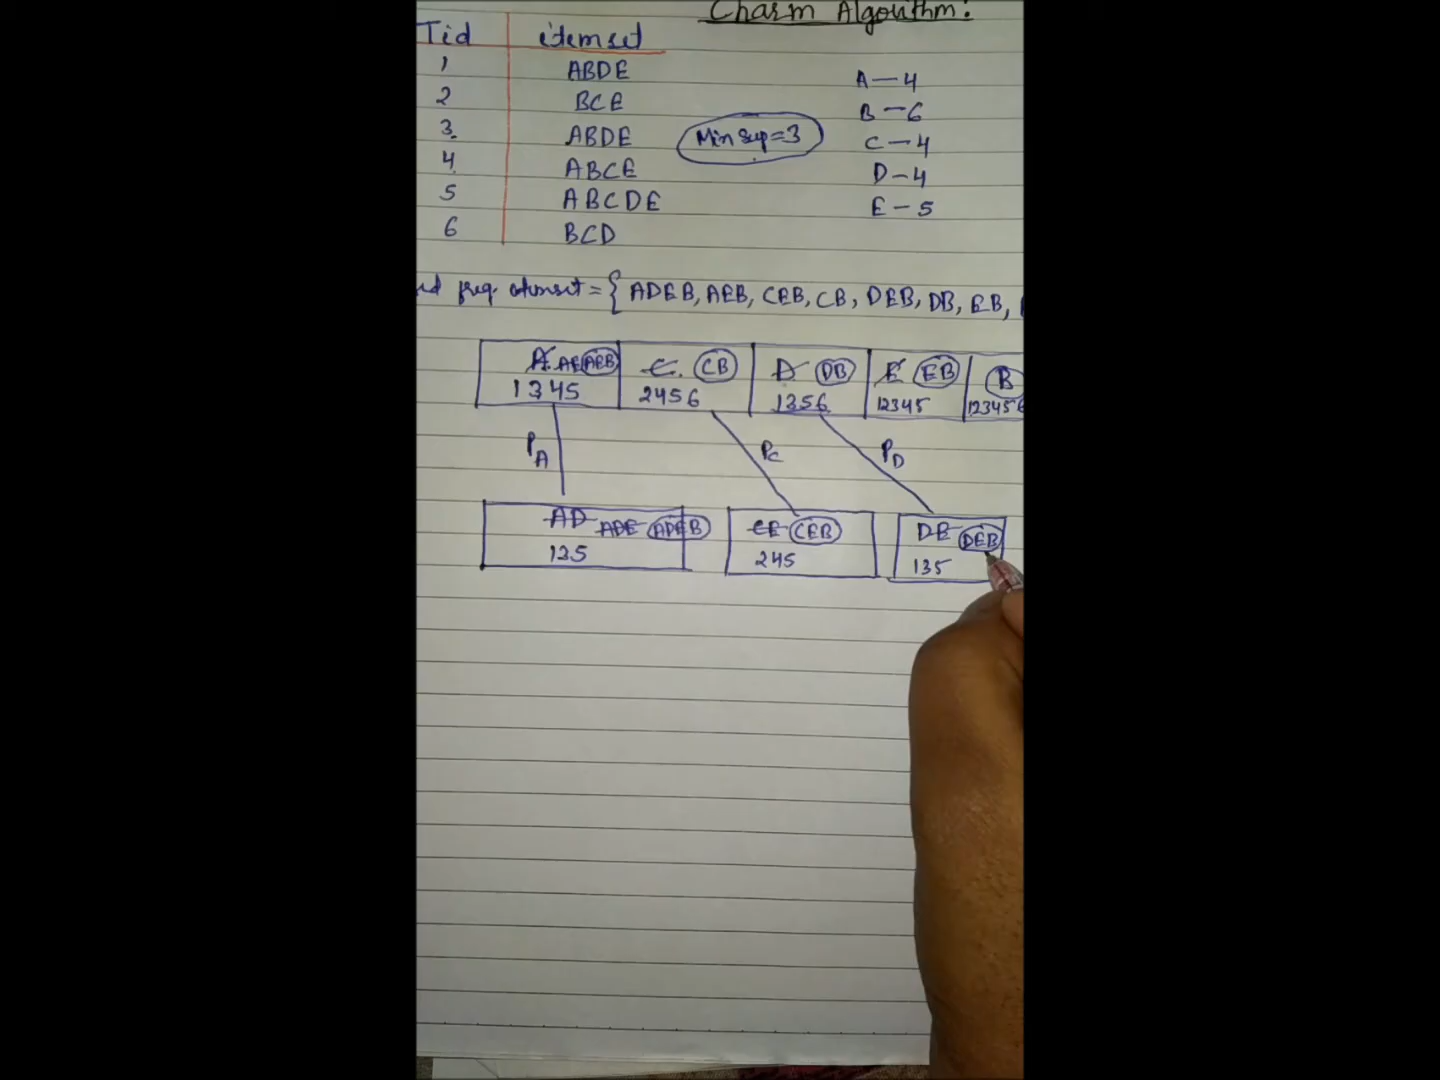 Charm Algorithm:
Tid itemset
1 ABDE
2 BCE
3. ABDE
4 ABCE
5 ABCDE
6 BCD
Min Sup=3
A—4
B—6
C—4
D—4
E—5
freq. itemset = { ADEB, AEB, CEB, CB, DEB, DB, EB,
A AE AEB C CB D DB E EB B
1345 2456 1356 12345 123456
PA PC PD
AD ADE ADEB CE CEB DE DEB
135 245 135